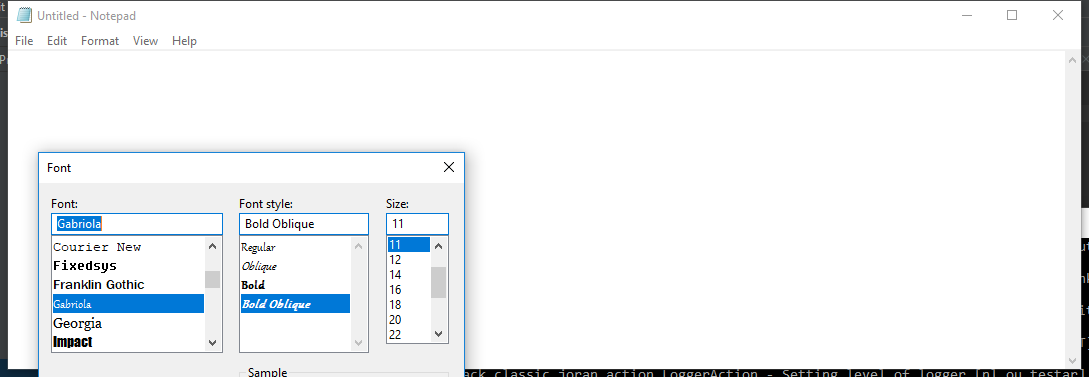 Untitled - Notepad
File Edit Format View Help
Font
Font: Font style: Size:
Gabriola Bold Oblique 11
Courier New Regular 11
Fixedsys Oblique 12
Franklin Gothic Bold 14
Gabriola Bold Oblique 16
Georgia 18
Impact 20
22
Sample
ack classic joran action LoggerAction - Setting level of logger [n] ou testar]